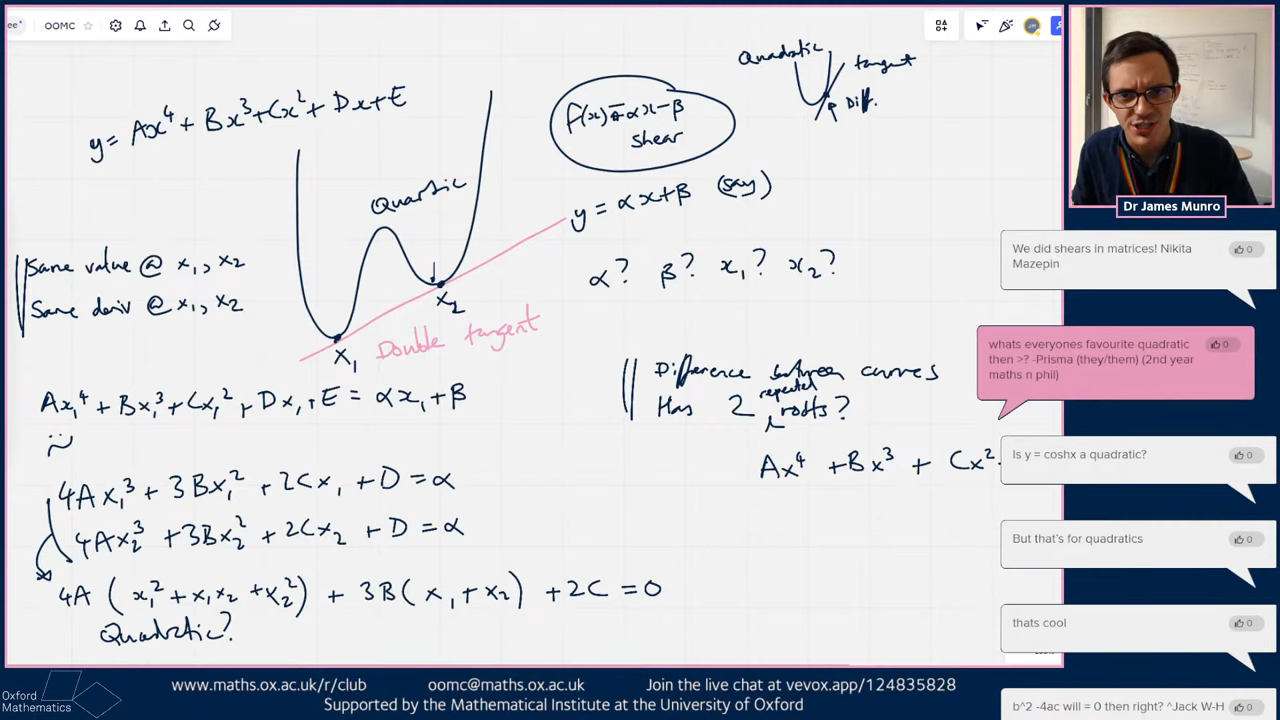 OOMC
y = Ax⁴ + Bx³ + Cx² + Dx + E
Quartic
f(x) - αx - β
shear
Quadratic
tangent
Diff.
y = αx + β (say)
α? β? x₁? x₂?
Same value @ x₁, x₂
Same deriv @ x₁, x₂
x₁
x₂
Double tangent
Ax₁⁴ + Bx₁³ + Cx₁² + Dx₁ + E = αx₁ + β
4Ax₁³ + 3Bx₁² + 2Cx₁ + D = α
4Ax₂³ + 3Bx₂² + 2Cx₂ + D = α
4A (x₁² + x₁x₂ + x₂²) + 3B(x₁ + x₂) + 2C = 0
Quadratic?
Difference between curves
Has 2 repeated roots?
Ax⁴ + Bx³ + Cx²
Dr James Munro
We did shears in matrices! Nikita
Mazepin
0
whats everyones favourite quadratic
then >? -Prisma (they/them) (2nd year
maths n phil)
0
Is y = coshx a quadratic?
0
But that's for quadratics
0
thats cool
0
b^2 -4ac will = 0 then right? ^Jack W-H
0
Oxford
Mathematics
www.maths.ox.ac.uk/r/club oomc@maths.ox.ac.uk Join the live chat at vevox.app/124835828
Supported by the Mathematical Institute at the University of Oxford